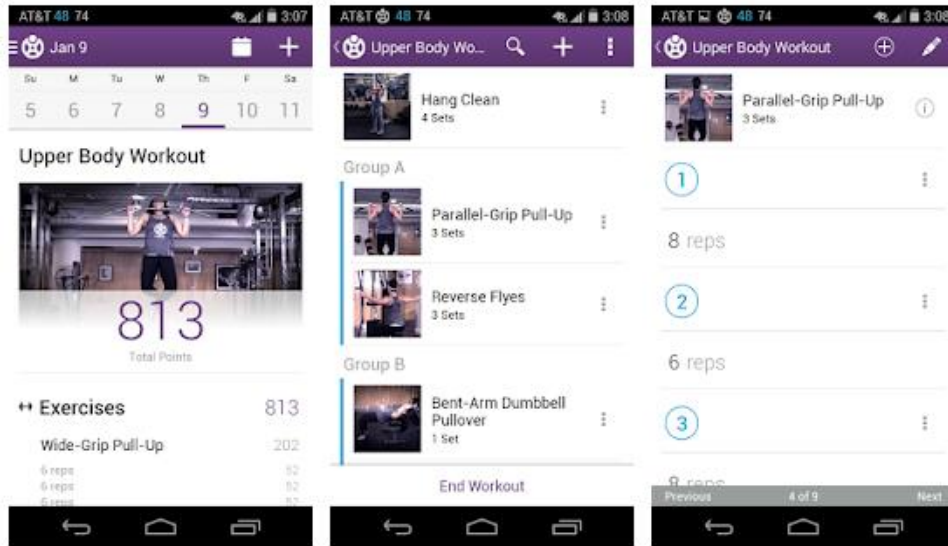 AT&T 48 74 3:07
Jan 9
Su M Tu W Th F Sa
5 6 7 8 9 10 11
Upper Body Workout
813
Total Points
Exercises 813
Wide-Grip Pull-Up 202
6 reps 52
6 reps 52
6 reps 52
AT&T 48 74 3:08
Upper Body Wo...
Hang Clean
4 Sets
Group A
Parallel-Grip Pull-Up
3 Sets
Reverse Flyes
3 Sets
Group B
Bent-Arm Dumbbell
Pullover
1 Set
End Workout
AT&T 48 74 3:08
Upper Body Workout
Parallel-Grip Pull-Up
3 Sets
1
8 reps
2
6 reps
3
8 reps
Previous 4 of 9 Next